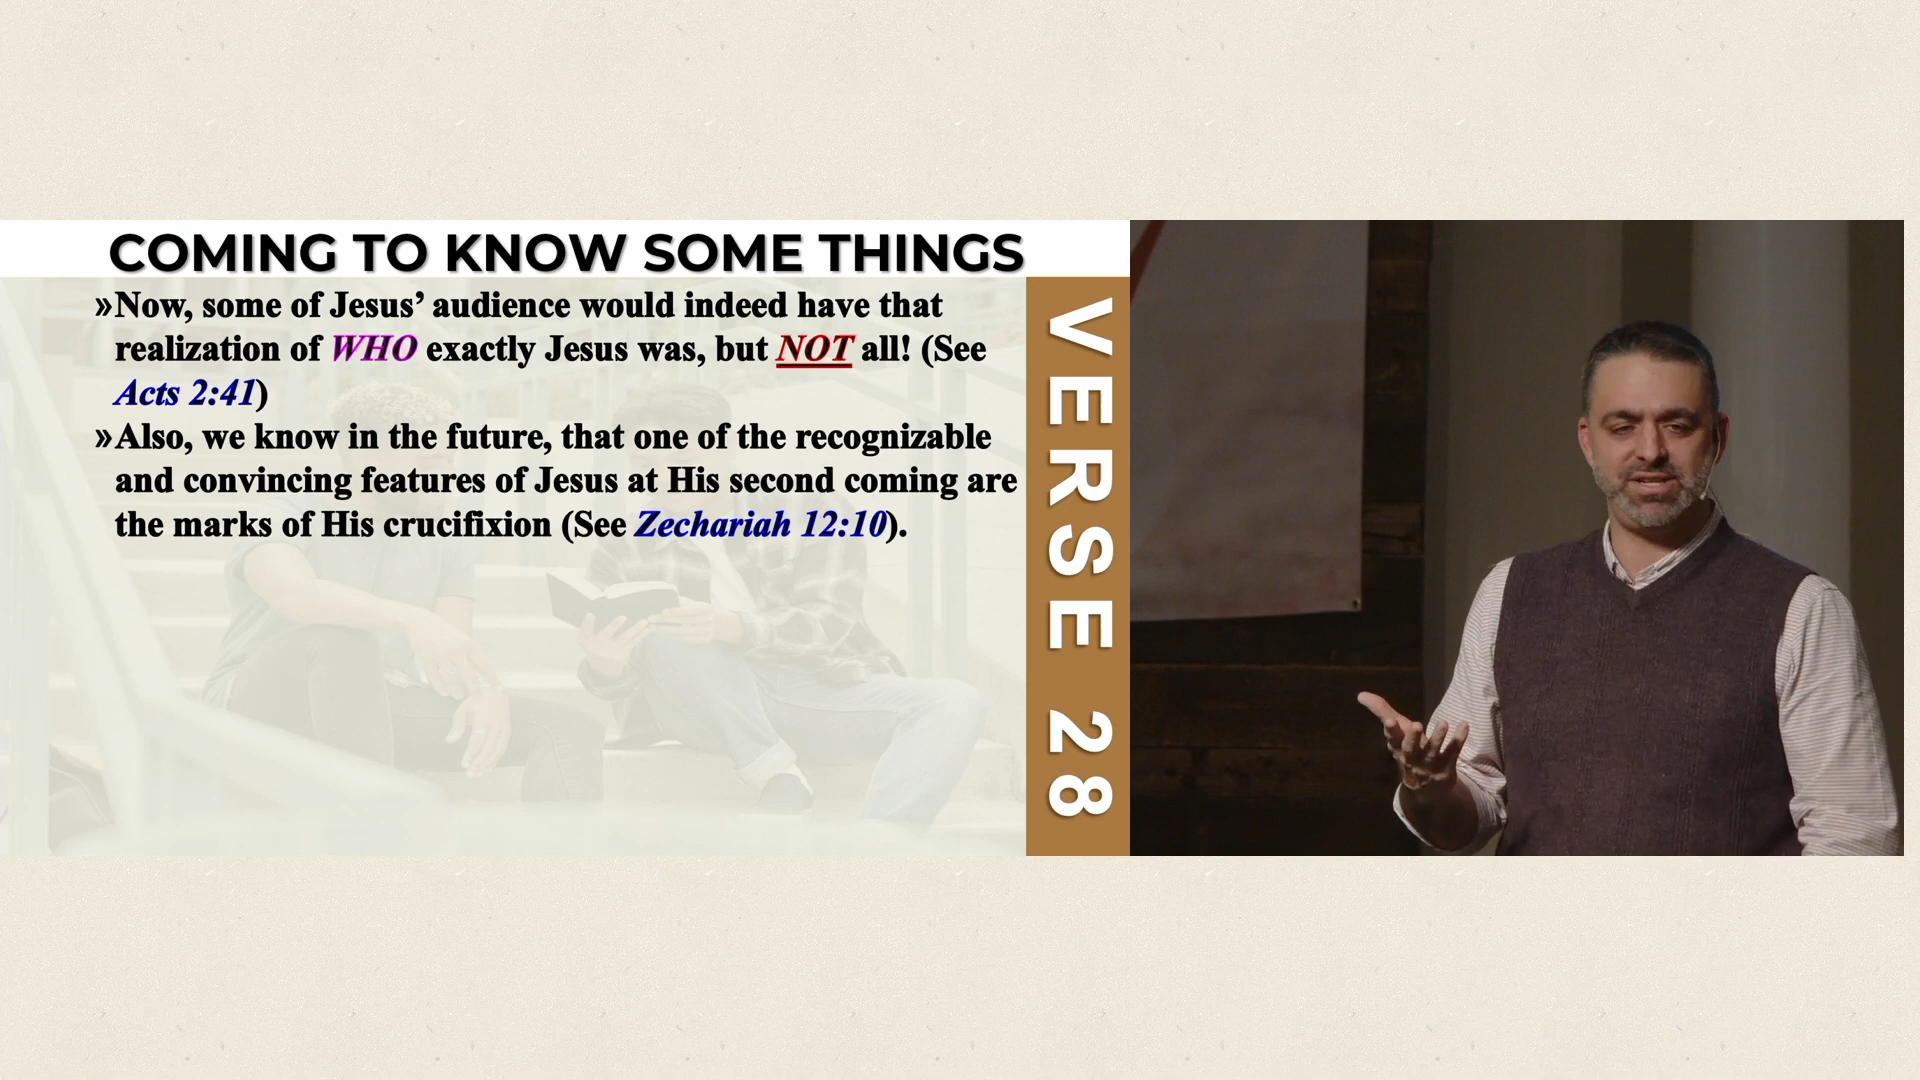 COMING TO KNOW SOME THINGS
»Now, some of Jesus’ audience would indeed have that
realization of WHO exactly Jesus was, but NOT all! (See
Acts 2:41)
»Also, we know in the future, that one of the recognizable
and convincing features of Jesus at His second coming are
the marks of His crucifixion (See Zechariah 12:10).
VERSE 28